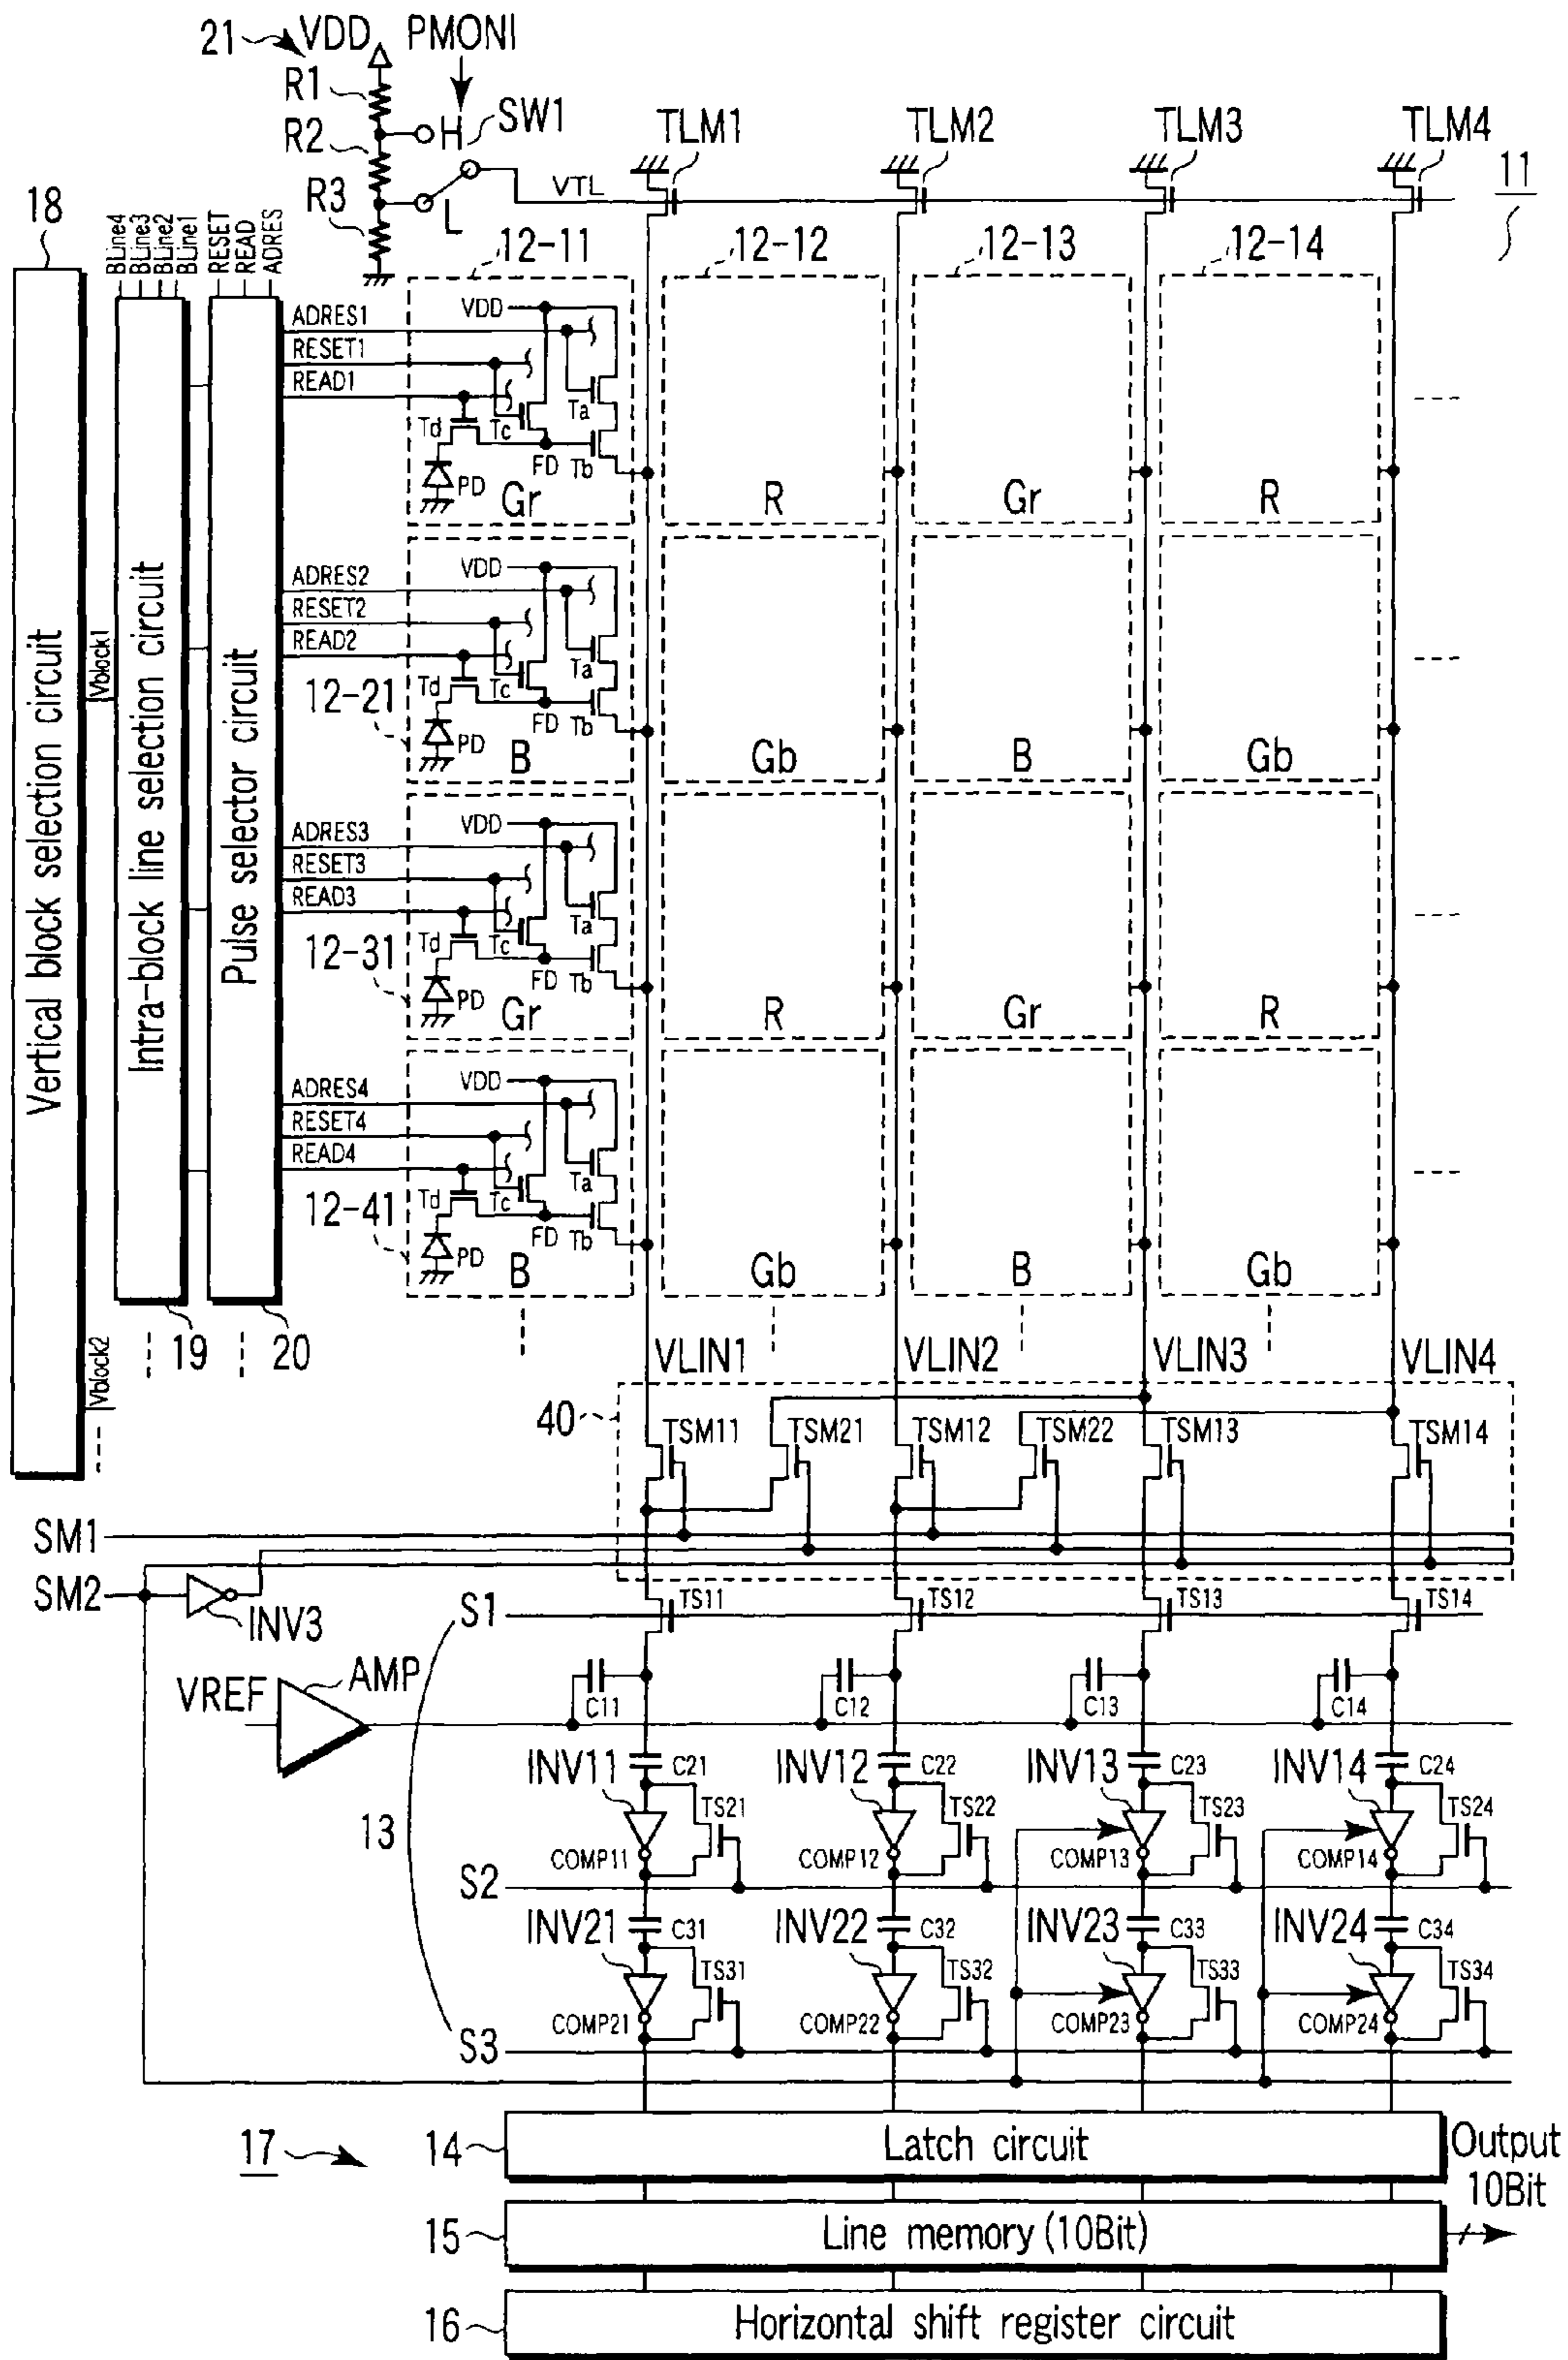 21 VDD PMONI
R1
R2 H SW1
R3 L VTL
TLM1 TLM2 TLM3 TLM4
11
18
BLine4
BLine3
BLine2
BLine1
RESET
READ
ADRES
12-11 12-12 12-13 12-14
Vertical block selection circuit
Vblock1
Vblock2
Intra-block line selection circuit
Pulse selector circuit
19 20
ADRES1 VDD
RESET1
READ1
Td Tc Ta
FD Tb
PD
Gr R Gr R
ADRES2 VDD
RESET2
READ2
Td Tc Ta
12-21
FD Tb
PD
B Gb B Gb
ADRES3 VDD
RESET3
READ3
Td Tc Ta
12-31
FD Tb
PD
Gr R Gr R
ADRES4 VDD
RESET4
READ4
Td Tc Ta
12-41
FD Tb
PD
B Gb B Gb
VLIN1 VLIN2 VLIN3 VLIN4
40
TSM11 TSM21 TSM12 TSM22 TSM13 TSM14
SM1
SM2
INV3
S1 TS11 TS12 TS13 TS14
VREF AMP
C11 C12 C13 C14
INV11 C21 INV12 C22 INV13 C23 INV14 C24
TS21 TS22 TS23 TS24
13
COMP11 COMP12 COMP13 COMP14
S2
INV21 C31 INV22 C32 INV23 C33 INV24 C34
TS31 TS32 TS33 TS34
COMP21 COMP22 COMP23 COMP24
S3
17
14 Latch circuit
Output
10Bit
15 Line memory (10Bit)
16 Horizontal shift register circuit